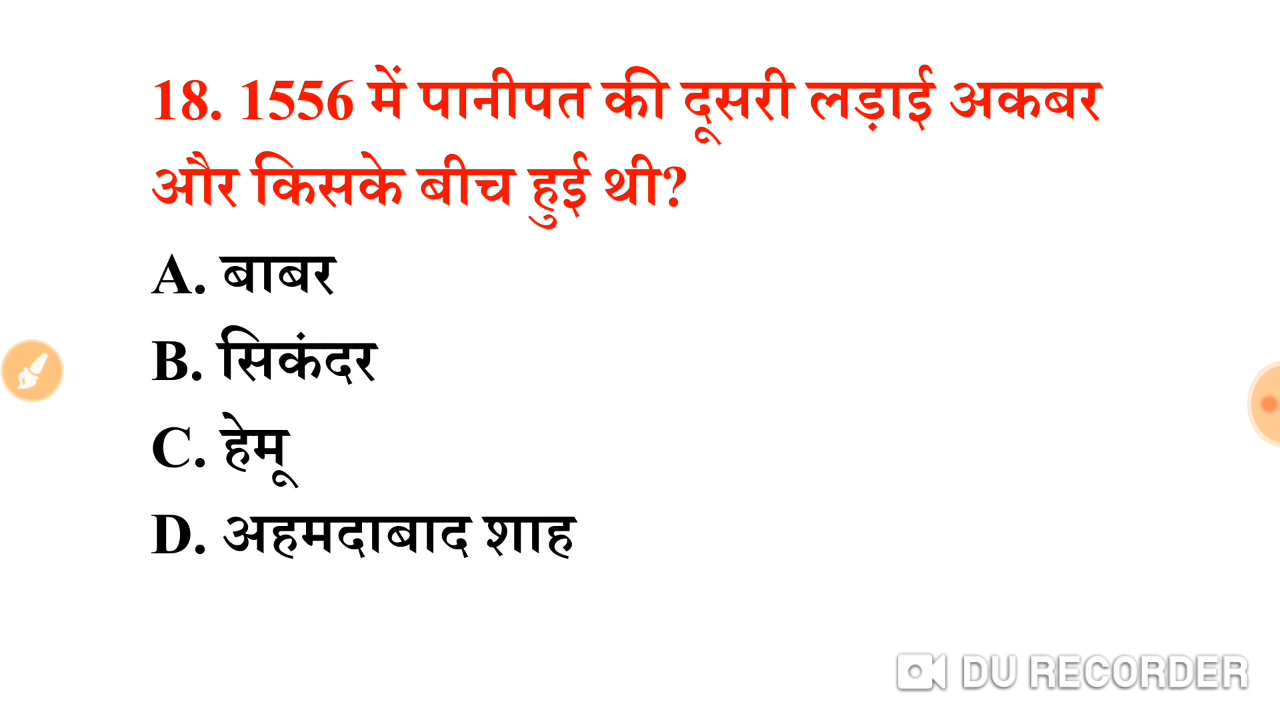 18. 1556 में पानीपत की दूसरी लड़ाई अकबर
और किसके बीच हुई थी?
A. बाबर
B. सिकंदर
C. हेमू
D. अहमदाबाद शाह
DU RECORDER